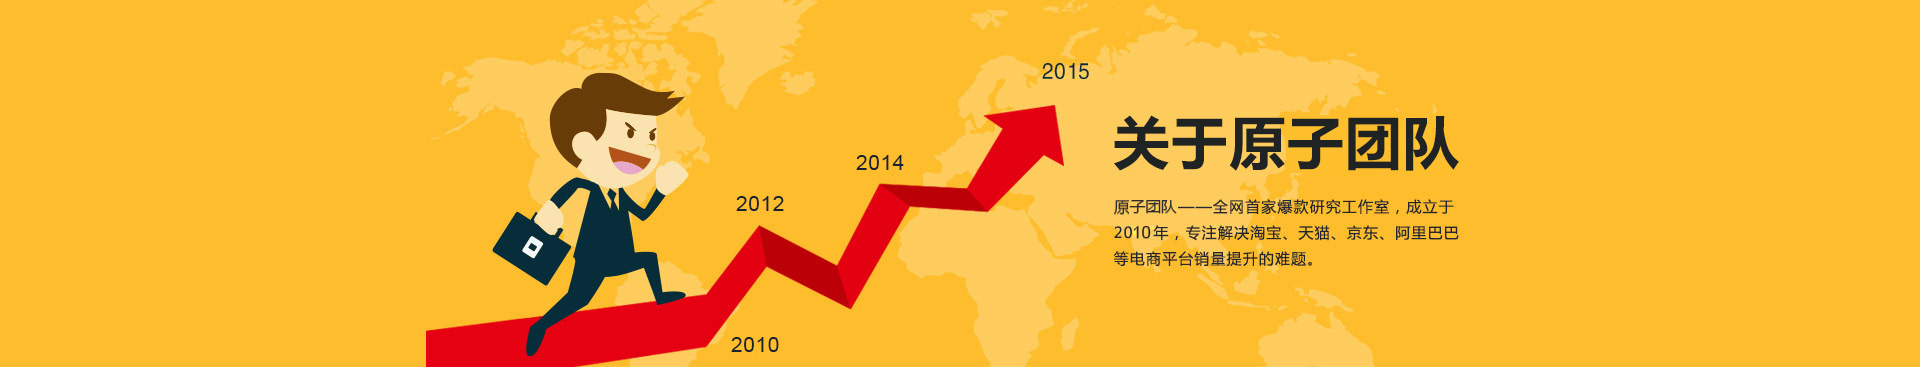 2015
2014
2012
2010
关于原子团队
原子团队——全网首家爆款研究工作室，成立于
2010年，专注解决淘宝、天猫、京东、阿里巴巴
等电商平台销量提升的难题。